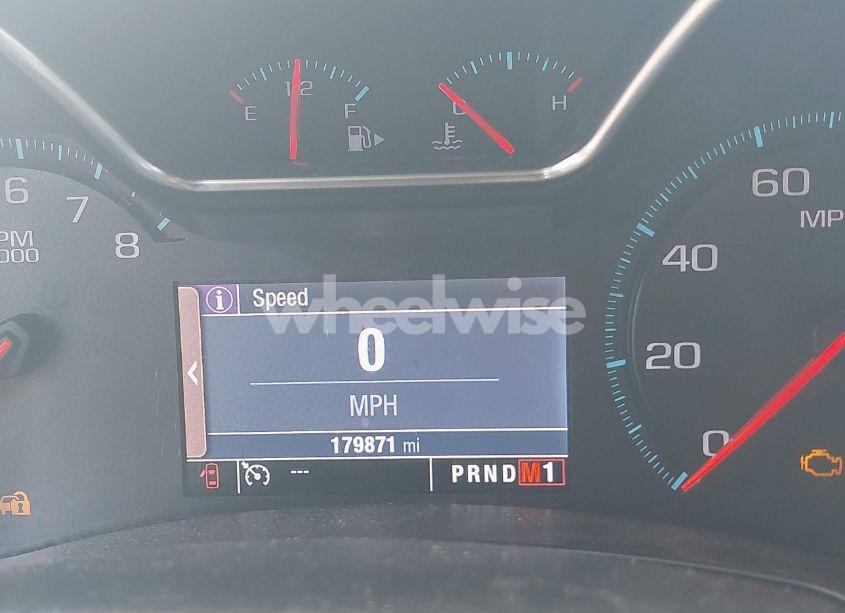 1/2
E
F
C
H
6
7
8
PM
000
60
MP
40
20
0
Speed
wheelwise
0
MPH
179871 mi
---
PRNDM1